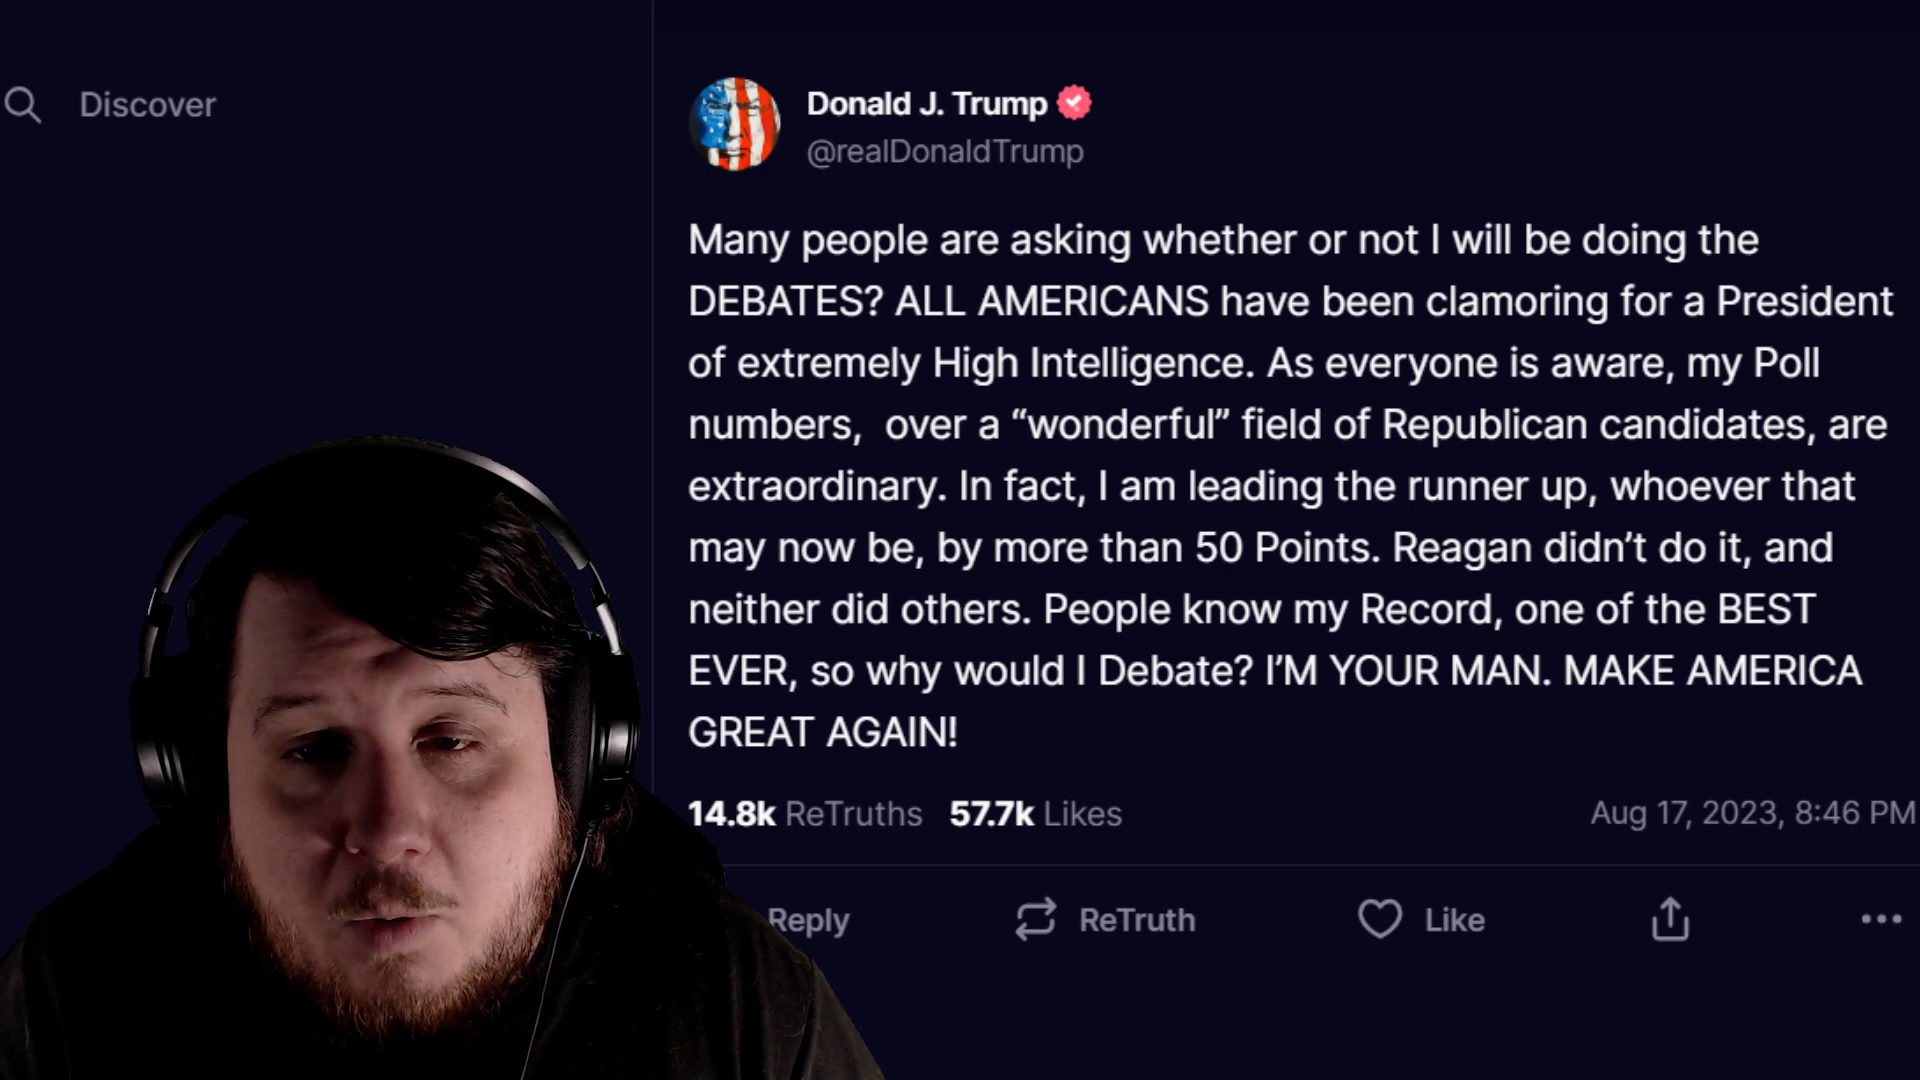 Discover
Donald J. Trump
@realDonaldTrump
Many people are asking whether or not I will be doing the
DEBATES? ALL AMERICANS have been clamoring for a President
of extremely High Intelligence. As everyone is aware, my Poll
numbers,  over a “wonderful” field of Republican candidates, are
extraordinary. In fact, I am leading the runner up, whoever that
may now be, by more than 50 Points. Reagan didn’t do it, and
neither did others. People know my Record, one of the BEST
EVER, so why would I Debate? I’M YOUR MAN. MAKE AMERICA
GREAT AGAIN!
14.8k ReTruths 57.7k Likes Aug 17, 2023, 8:46 PM
Reply ReTruth Like